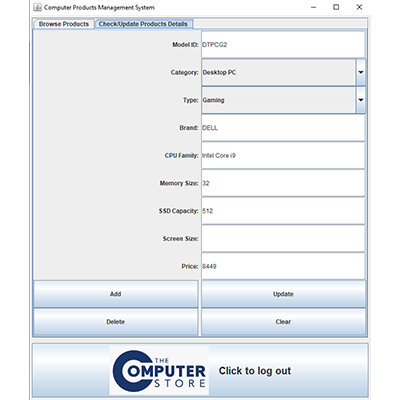 Computer Products Management System
Browse Products Check/Update Products Details
Model ID: DTPCG2
Category: Desktop PC
Type: Gaming
Brand: DELL
CPU Family: Intel Core i9
Memory Size: 32
SSD Capacity: 512
Screen Size:
Price: 8449
Add Update
Delete Clear
THE
COMPUTER
STORE
Click to log out